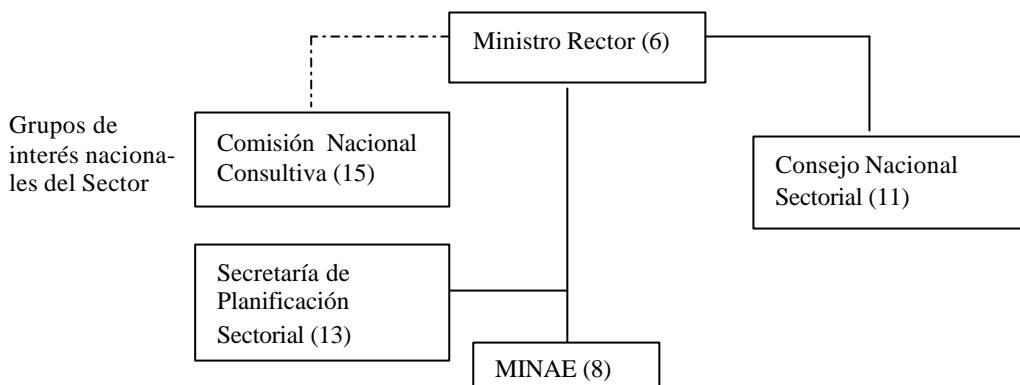 Ministro Rector (6)
Grupos de
interés naciona-
les del Sector
Comisión Nacional
Consultiva (15)
Consejo Nacional
Sectorial (11)
Secretaría de
Planificación
Sectorial (13)
MINAE (8)